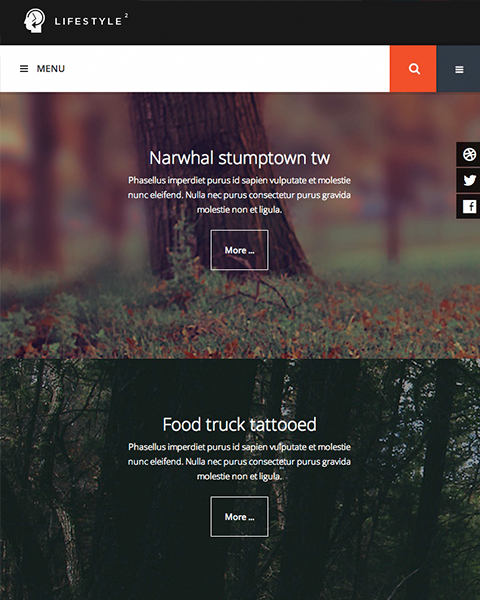 LIFESTYLE 2
MENU
Narwhal stumptown tw
Phasellus imperdiet purus id sapien vulputate et molestie
nunc eleifend. Nulla nec purus consectetur purus gravida
molestie non et ligula.
More ...
Food truck tattooed
Phasellus imperdiet purus id sapien vulputate et molestie
nunc eleifend. Nulla nec purus consectetur purus gravida
molestie non et ligula.
More ...